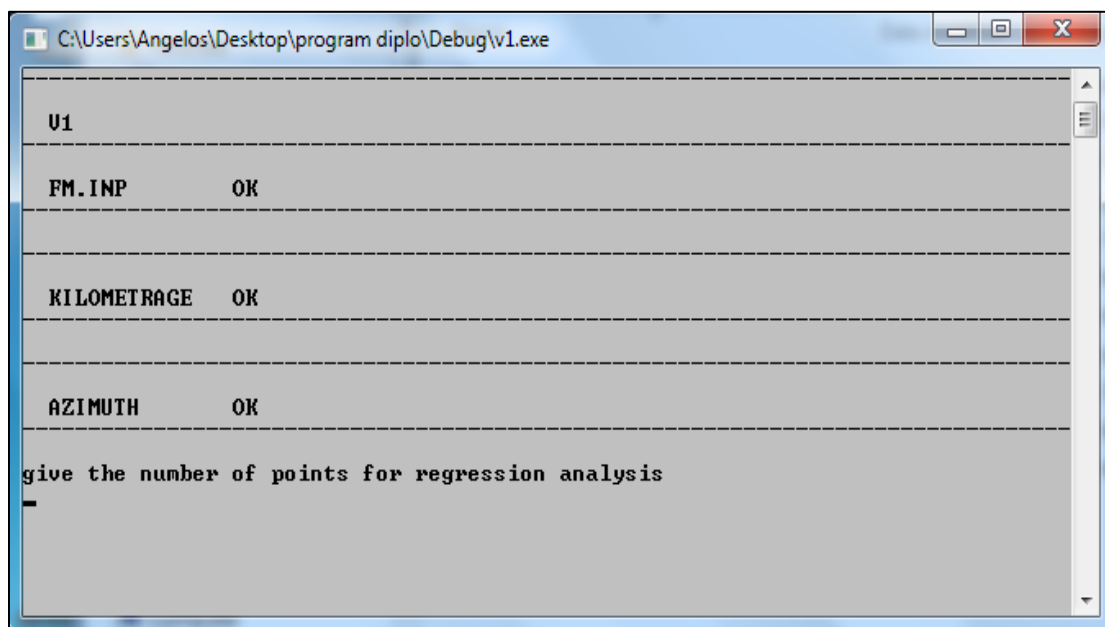 C:\Users\Angelos\Desktop\program diplo\Debug\v1.exe
V1
FM.INP OK
KILOMETRAGE OK
AZIMUTH OK
give the number of points for regression analysis